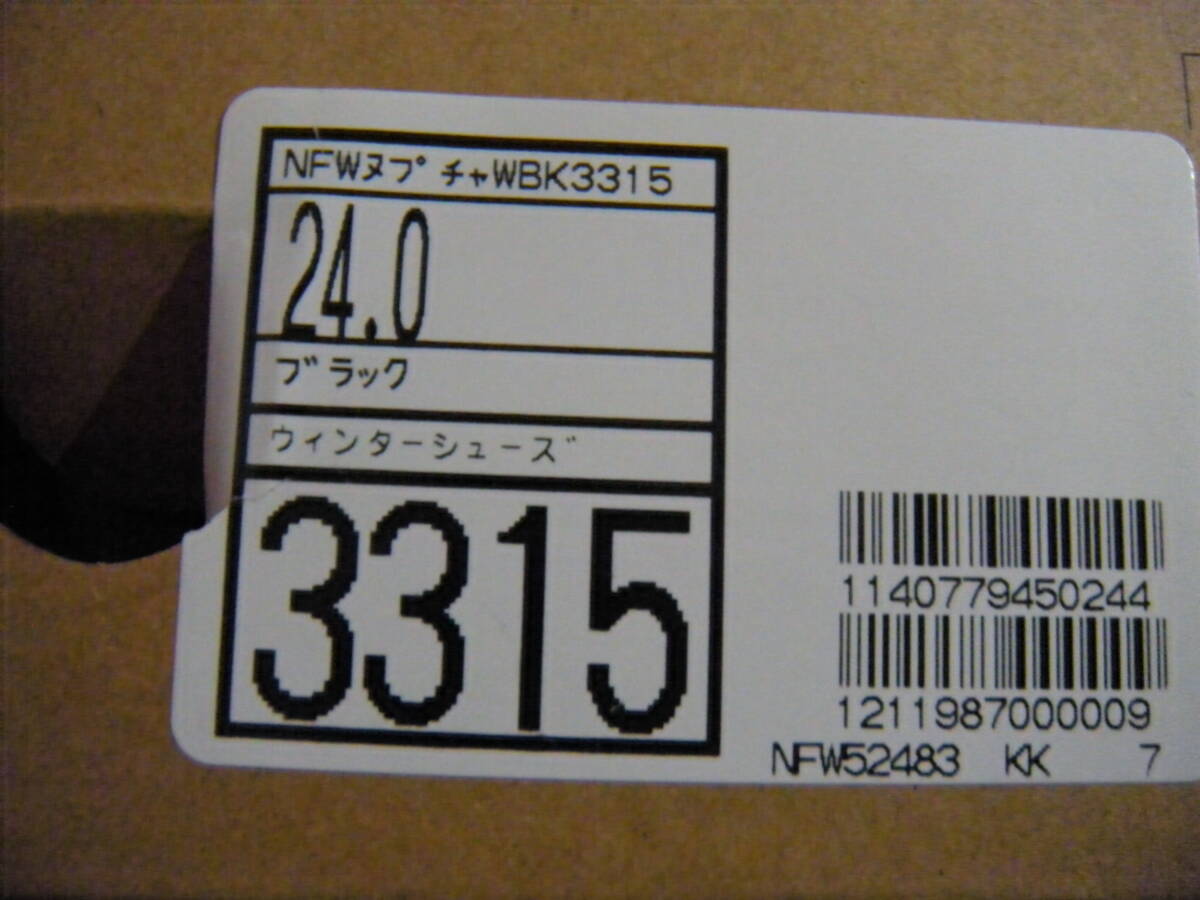 NFWヌプチャWBK3315
24.0
ブラック
ウィンターシューズ
3315
1140779450244
1211987000009
NFW52483 KK 7